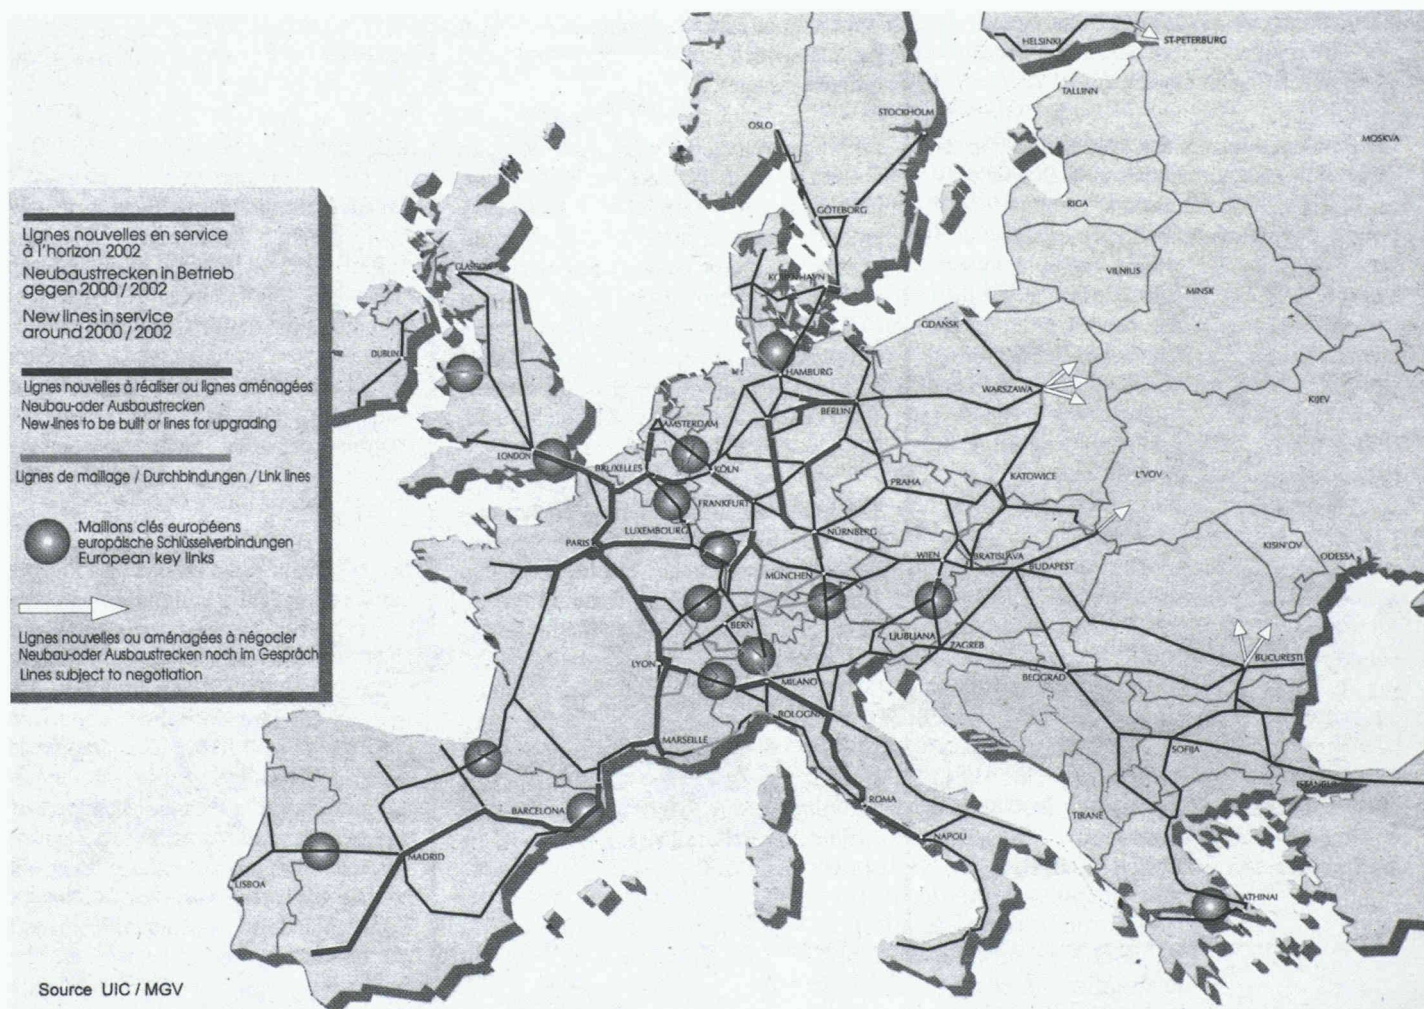 HELSINKI
ST-PETERBURG
TALLINN
STOCKHOLM
OSLO
MOSKVA
RIGA
GÖTEBORG
Lignes nouvelles en service
à l'horizon 2002
Neubaustrecken in Betrieb
gegen 2000 / 2002
New lines in service
around 2000 / 2002
GLASGOW
KOBENHAVN
VILNIUS
MINSK
GDAŃSK
DUBLIN
HAMBURG
Lignes nouvelles à réaliser ou lignes aménagées
Neubau-oder Ausbaustrecken
New-lines to be built or lines for upgrading
WARSZAWA
KIJEV
BERLIN
AMSTERDAM
LONDON
BRUXELLES
KÖLN
Lignes de maillage / Durchbindungen / Link lines
KATOWICE
L'VOV
PRAHA
FRANKFURT
Maillons clés européens
europäische Schlüsselverbindungen
European key links
LUXEMBOURG
NÜRNBERG
PARIS
KISIN'OV
ODESSA
WIEN
BRATISLAVA
BUDAPEST
MÜNCHEN
Lignes nouvelles ou aménagées à négocier
Neubau-oder Ausbaustrecken noch im Gespräch
Lines subject to negotiation
BERN
LJUBLJANA
ZAGREB
LYON
BUCURESTI
BEOGRAD
MILANO
BOLOGNA
MARSEILLE
SOFIJA
ISTANBUL
BARCELONA
ROMA
TIRANE
NAPOLI
MADRID
LISBOA
ATHINAI
Source UIC / MGV